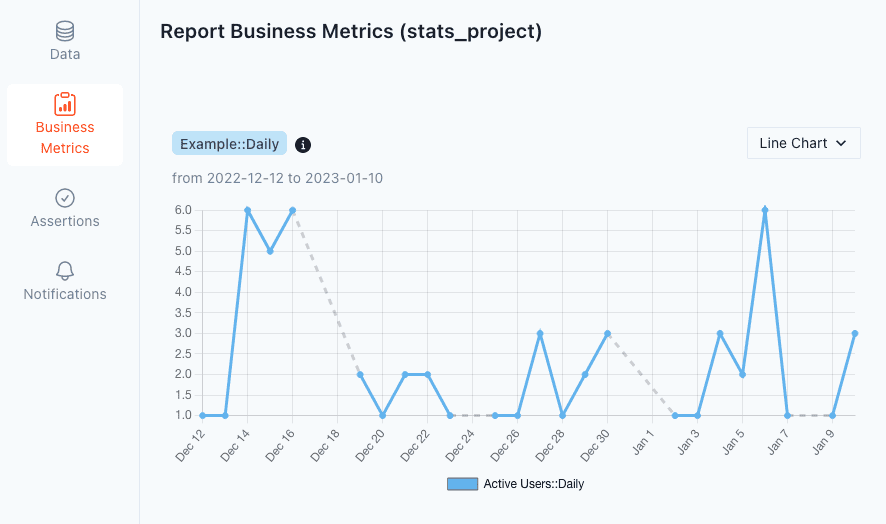 Data
Business
Metrics
Assertions
Notifications
Report Business Metrics (stats_project)
Example::Daily
Line Chart
from 2022-12-12 to 2023-01-10
6.0
5.5
5.0
4.5
4.0
3.5
3.0
2.5
2.0
1.5
1.0
Dec 12
Dec 14
Dec 16
Dec 18
Dec 20
Dec 22
Dec 24
Dec 26
Dec 28
Dec 30
Jan 1
Jan 3
Jan 5
Jan 7
Jan 9
Active Users::Daily